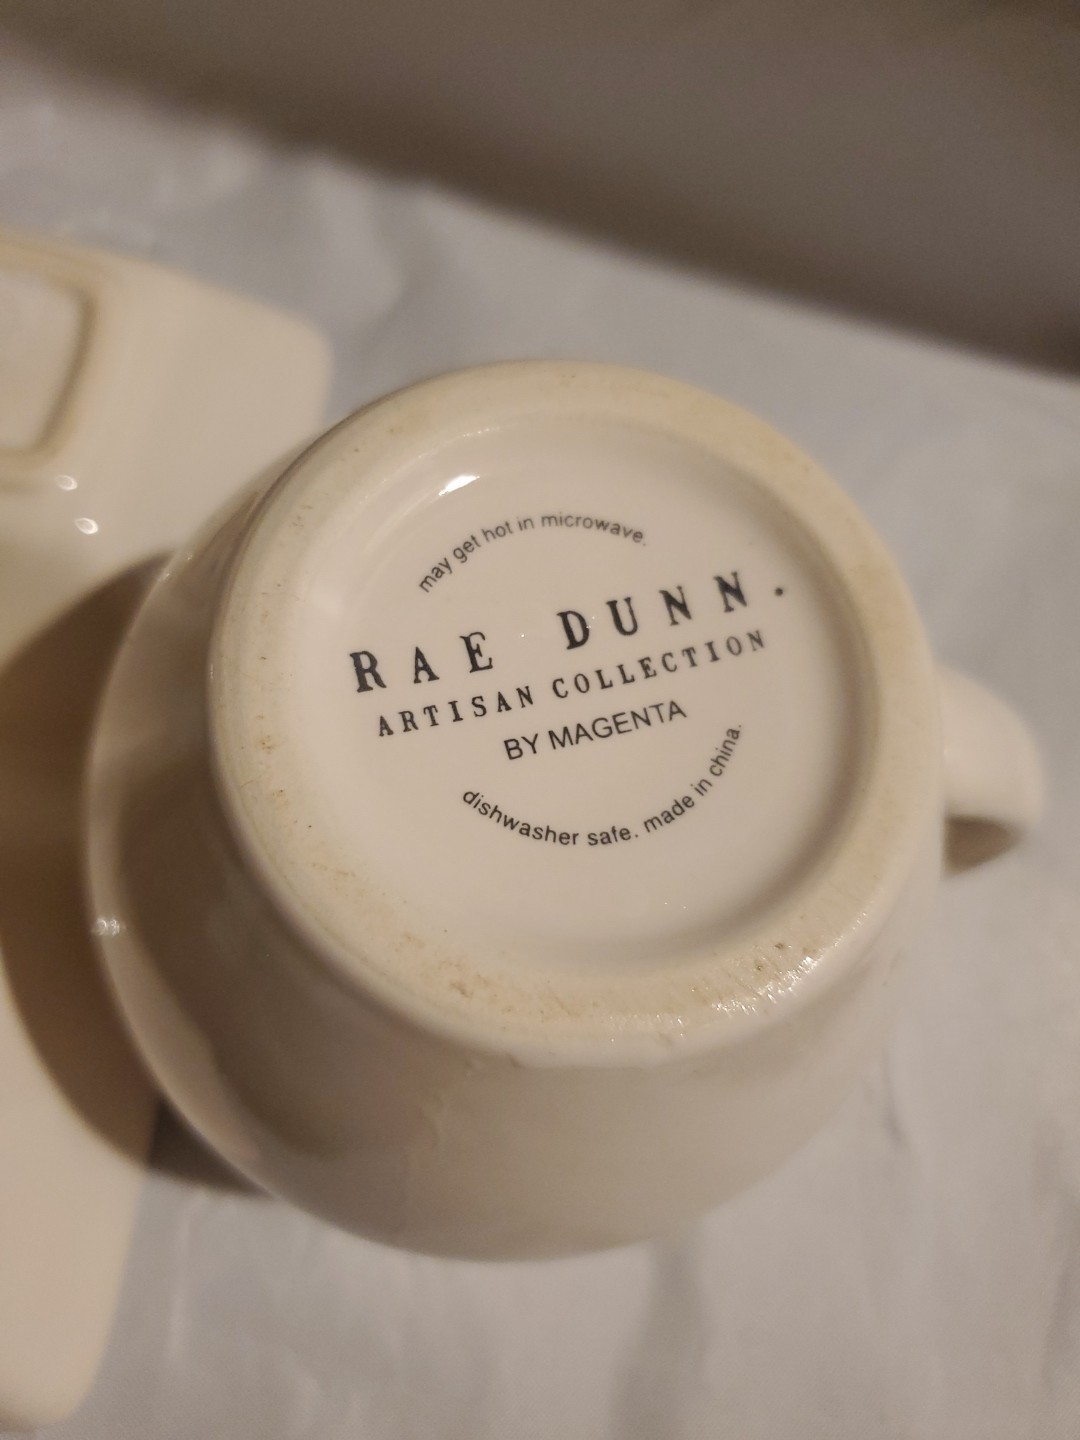 may get hot in microwave.
RAE DUNN.
ARTISAN COLLECTION
BY MAGENTA
dishwasher safe. made in china.